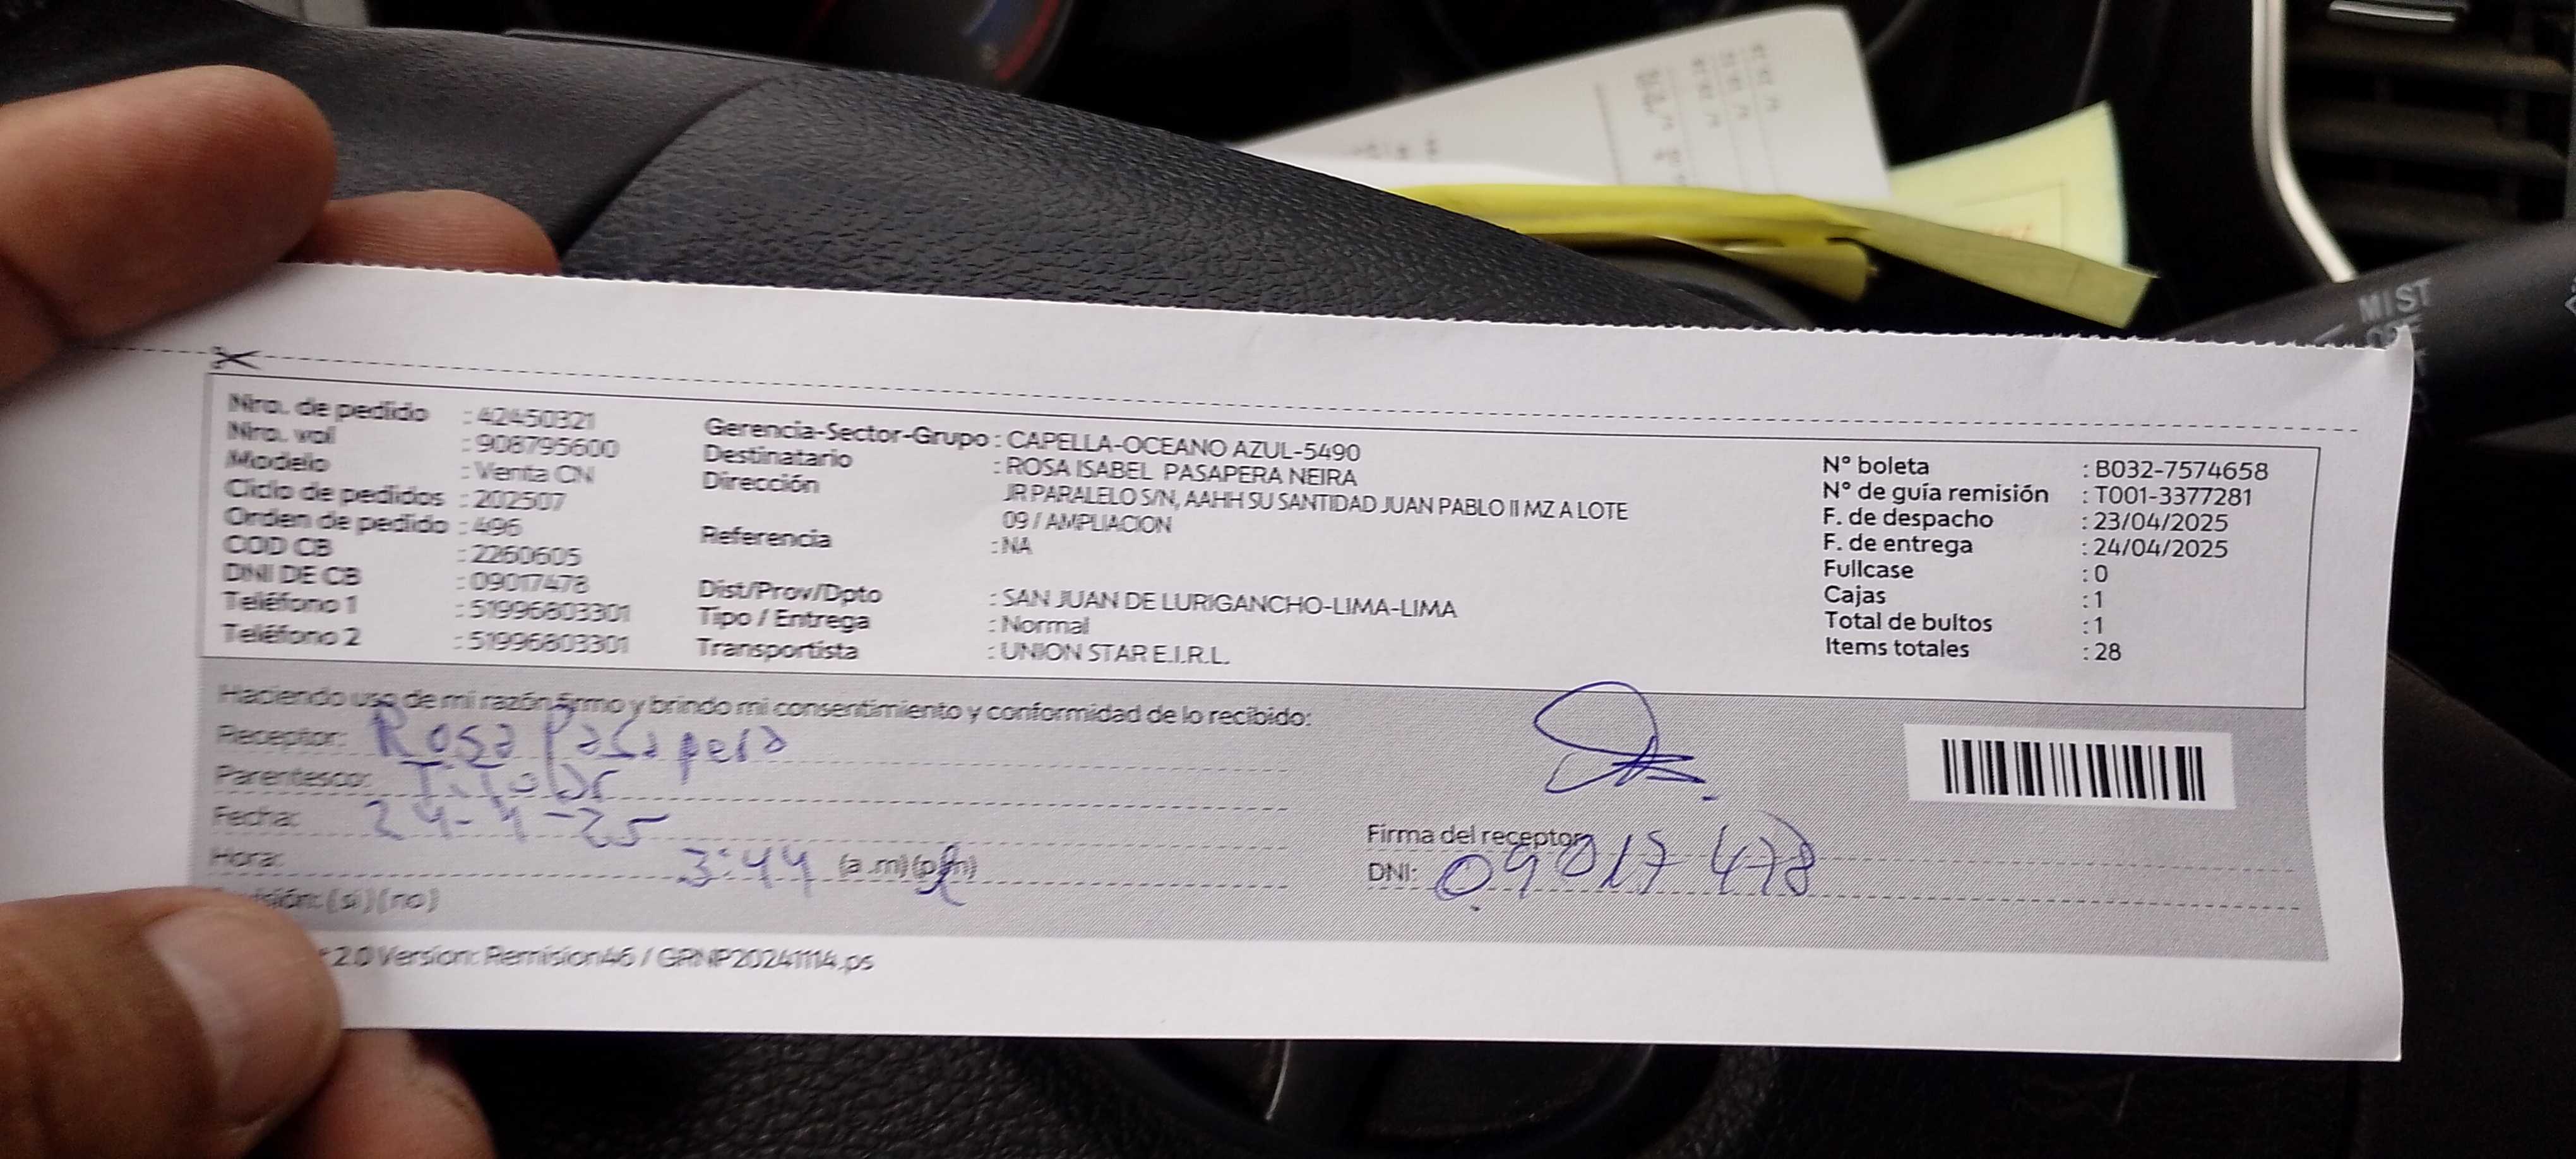 Nro. de pedido : 42450321
Nro. vol : 908795600
Modelo : Venta CN
Ciclo de pedidos : 202507
Orden de pedido : 496
COD CB : 2260605
DNI DE CB : 09017478
Teléfono 1 : 51996803301
Teléfono 2 : 51996803301
Gerencia-Sector-Grupo : CAPELLA-OCEANO AZUL-5490
Destinatario : ROSA ISABEL PASAPERA NEIRA
Dirección JR PARALELO S/N, AAHH SU SANTIDAD JUAN PABLO II MZ A LOTE
09 / AMPLIACION
Referencia : NA
Dist/Prov/Dpto : SAN JUAN DE LURIGANCHO-LIMA-LIMA
Tipo / Entrega : Normal
Transportista : UNION STAR E.I.R.L.
N° boleta : B032-7574658
N° de guía remisión : T001-3377281
F. de despacho : 23/04/2025
F. de entrega : 24/04/2025
Fullcase : 0
Cajas : 1
Total de bultos : 1
Items totales : 28
Haciendo uso de mi razón firmo y brindo mi consentimiento y conformidad de lo recibido:
Receptor: Rosa Pasapera
Parentesco: Titular
Fecha: 24-4-25
Hora: 3:44 (a.m)(p.m)
(si)(no)
Firma del receptor
DNI: 09017478
2.0 Version: Remision46 / GRNP20241114.ps
MIST